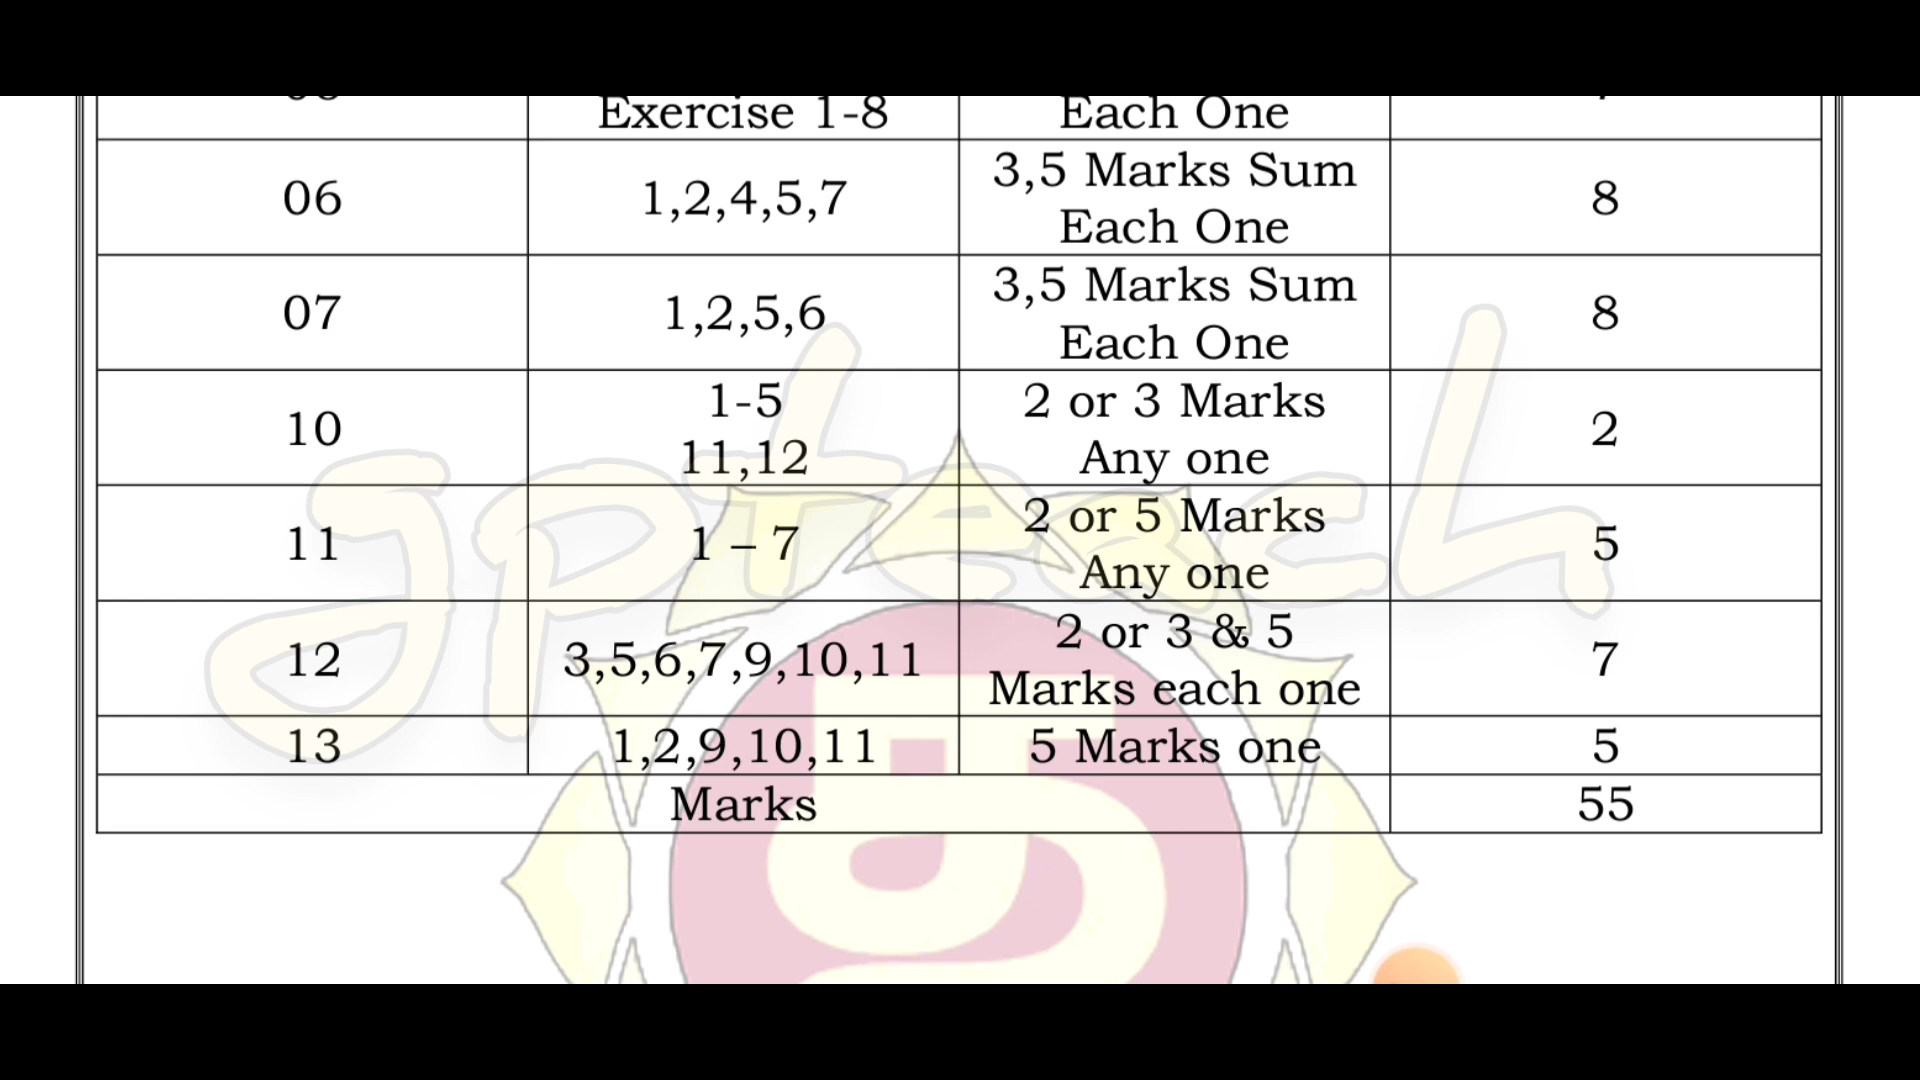 Exercise 1-8
Each One
06
1,2,4,5,7
3,5 Marks Sum
Each One
8
07
1,2,5,6
3,5 Marks Sum
Each One
8
10
1-5
11,12
2 or 3 Marks
Any one
2
11
1 – 7
2 or 5 Marks
Any one
5
12
3,5,6,7,9,10,11
2 or 3 & 5
Marks each one
7
13
1,2,9,10,11
5 Marks one
5
Marks
55